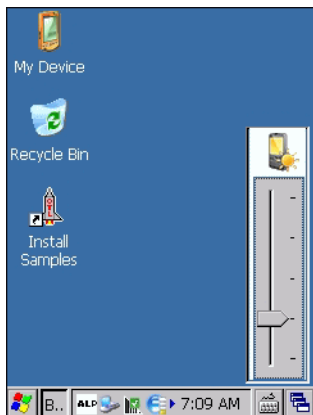 My Device
Recycle Bin
Install
Samples
B..
ALP
7:09 AM